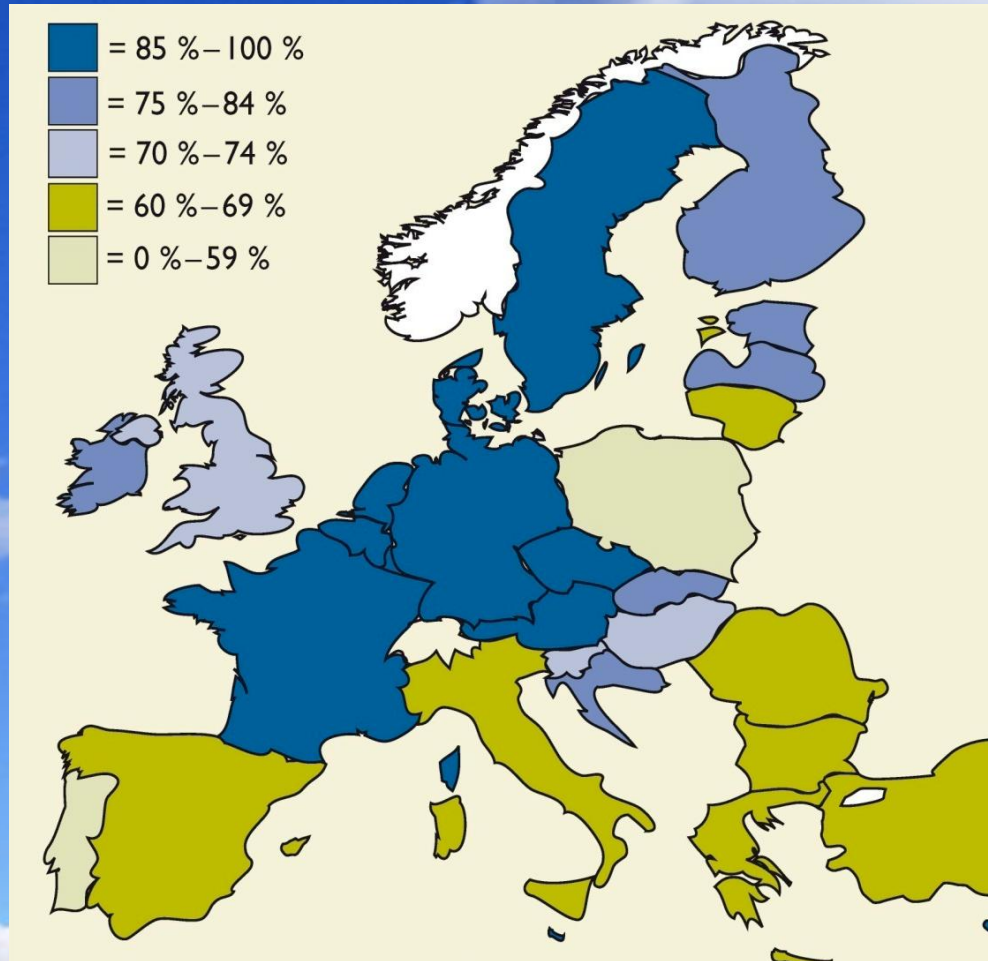 = 85 %–100 %
= 75 %–84 %
= 70 %–74 %
= 60 %–69 %
= 0 %–59 %